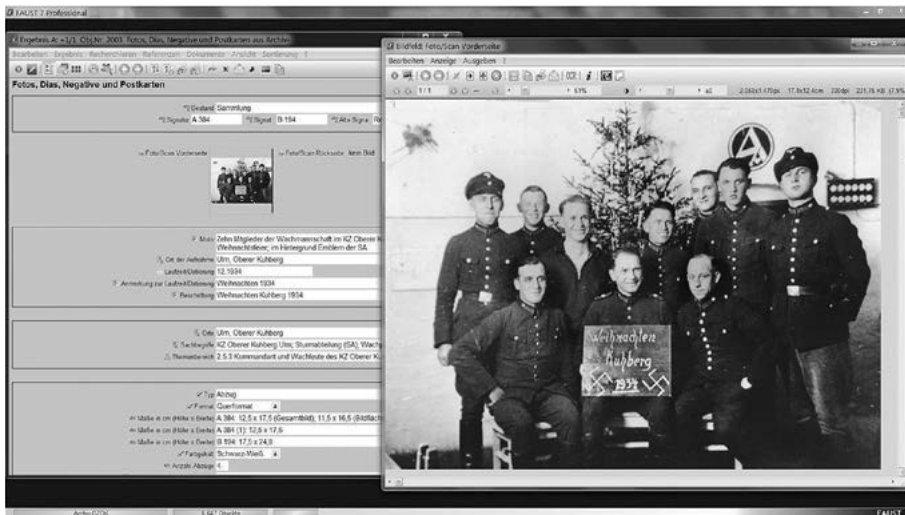 FAUST 7 Professional
Ergebnis A: +1/1 Obj.Nr. 2003 Fotos, Dias, Negative und Postkarten aus Archiv
Bearbeiten Ergebnis Recherchieren Referenzen Dokumente Ansicht Sortierung ?
Fotos, Dias, Negative und Postkarten
Bestand Sammlung
Signatur A-384 Signat B-194 Alte Signa
Foto/Scan Vorderseite
Foto/Scan Rückseite kein Bild
Motiv Zehn Mitglieder der Wachmannschaft im KZ Oberer
Weihnachtsfeier; im Hintergrund Emblem der SA
Ort der Aufnahme Ulm, Oberer Kuhberg
Laufzeit/Datierung 12.1934
Anmerkung zur Laufzeit/Datierung Weihnachten 1934
Beschriftung Weihnachten Kuhberg 1934
Orte Ulm, Oberer Kuhberg
Sachbegriffe KZ Oberer Kuhberg Ulm; Sturmabteilung (SA);
Themenbereich 2.5.3 Kommandant und Wachleute des KZ Oberer
Typ Abzug
Format Querformat
Maße in cm (Höhe x Breite) A 384: 12,5 x 17,5 (Gesamtbild); 11,5 x 16,5
Maße in cm (Höhe x Breite) A 384 (1): 12,6 x 17,6
Maße in cm (Höhe x Breite) B 194: 17,5 x 24,0
Farbgehalt Schwarz-Weiß
Anzahl Abzüge 4
Bildfeld: Foto/Scan Vorderseite
Bearbeiten Anzeige Ausgeben ?
1/1 300dpi
Weihnachten
Kuhberg
1934
FAUST